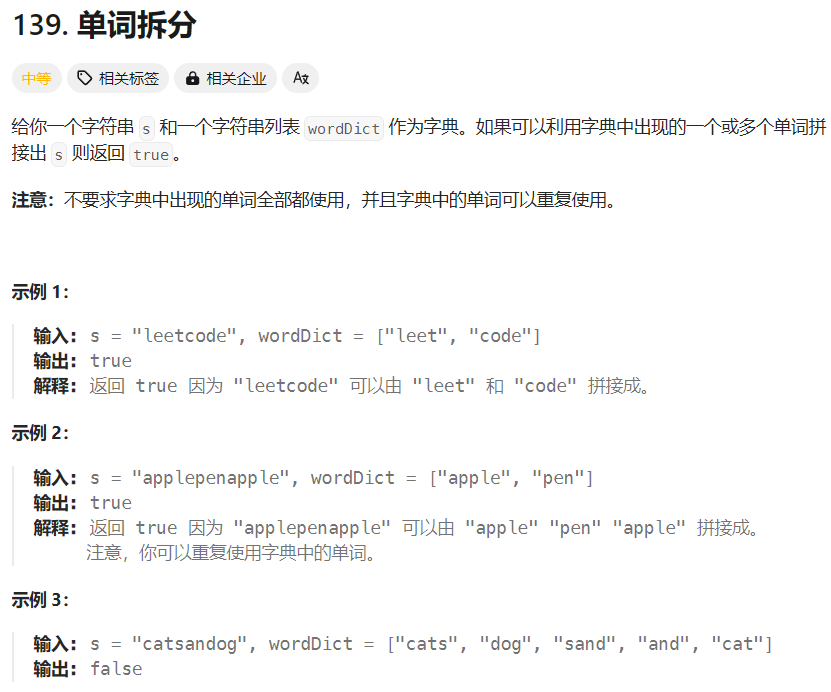 139. 单词拆分
中等 相关标签 相关企业 Ax
给你一个字符串 s 和一个字符串列表 wordDict 作为字典。如果可以利用字典中出现的一个或多个单词拼
接出 s 则返回 true。
注意：不要求字典中出现的单词全部都使用，并且字典中的单词可以重复使用。
示例 1：
输入: s = "leetcode", wordDict = ["leet", "code"]
输出: true
解释: 返回 true 因为 "leetcode" 可以由 "leet" 和 "code" 拼接成。
示例 2：
输入: s = "applepenapple", wordDict = ["apple", "pen"]
输出: true
解释: 返回 true 因为 "applepenapple" 可以由 "apple" "pen" "apple" 拼接成。
注意，你可以重复使用字典中的单词。
示例 3：
输入: s = "catsandog", wordDict = ["cats", "dog", "sand", "and", "cat"]
输出: false